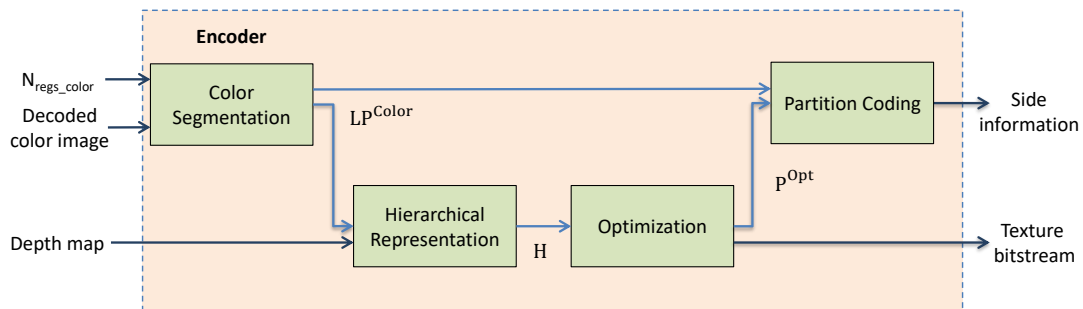 Encoder
N_regs_color
Decoded
color image
Color
Segmentation
LP^Color
Partition Coding
Side
information
P^Opt
Depth map
Hierarchical
Representation
H
Optimization
Texture
bitstream